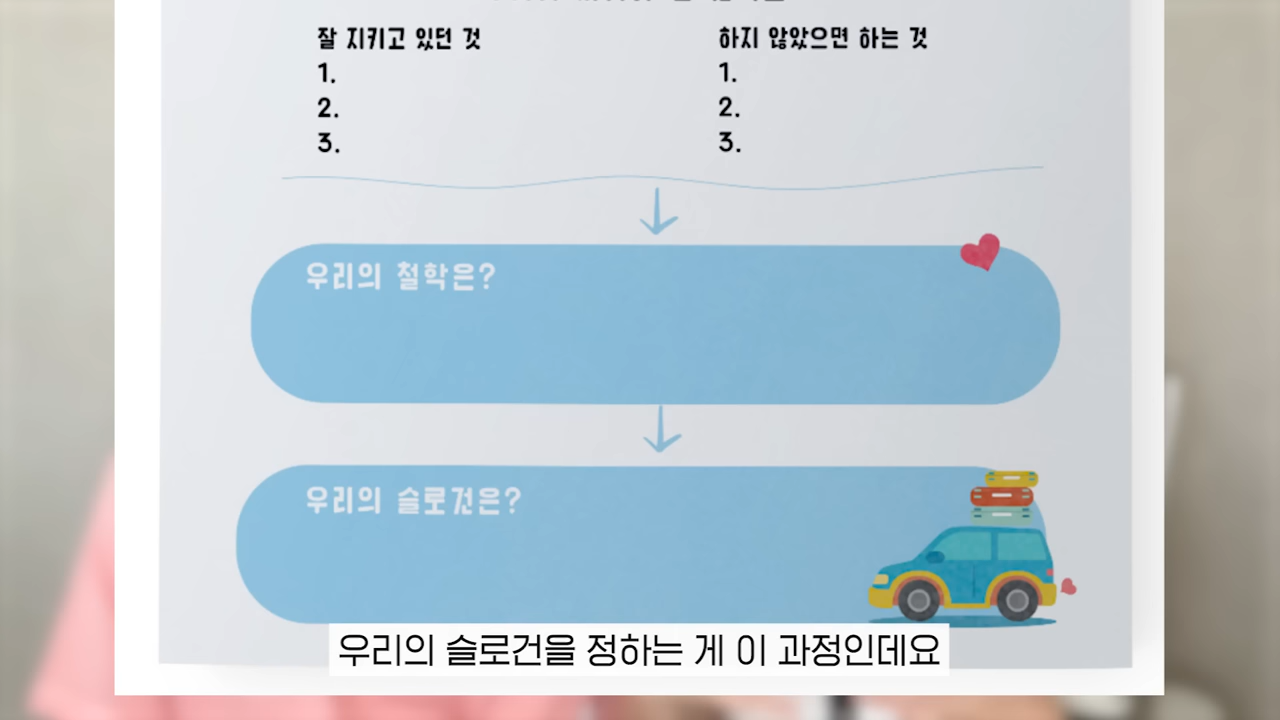 잘 지키고 있던 것
1.
2.
3.
하지 않았으면 하는 것
1.
2.
3.
우리의 철학은?
우리의 슬로건은?
우리의 슬로건을 정하는 게 이 과정인데요